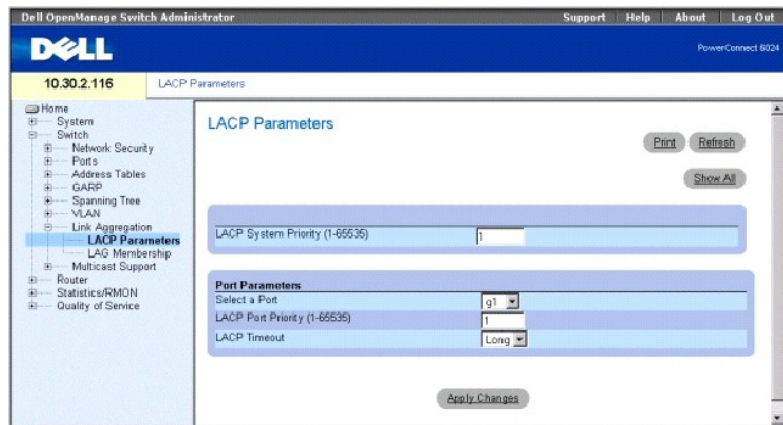 Dell OpenManage Switch Administrator Support Help About Log Out
DELL
PowerConnect 6024
10.30.2.116 LACP Parameters
Home
System
Switch
Network Security
Ports
Address Tables
GARP
Spanning Tree
VLAN
Link Aggregation
LACP Parameters
LAG Membership
Multicast Support
Router
Statistics/RMON
Quality of Service
LACP Parameters
Print Refresh
Show All
LACP System Priority (1-65535) 1
Port Parameters
Select a Port g1
LACP Port Priority (1-65535) 1
LACP Timeout Long
Apply Changes